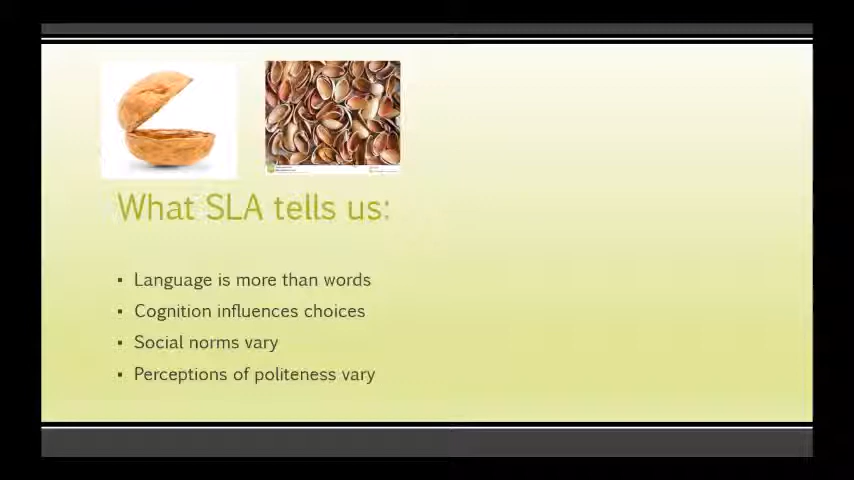 What SLA tells us:
Language is more than words
Cognition influences choices
Social norms vary
Perceptions of politeness vary